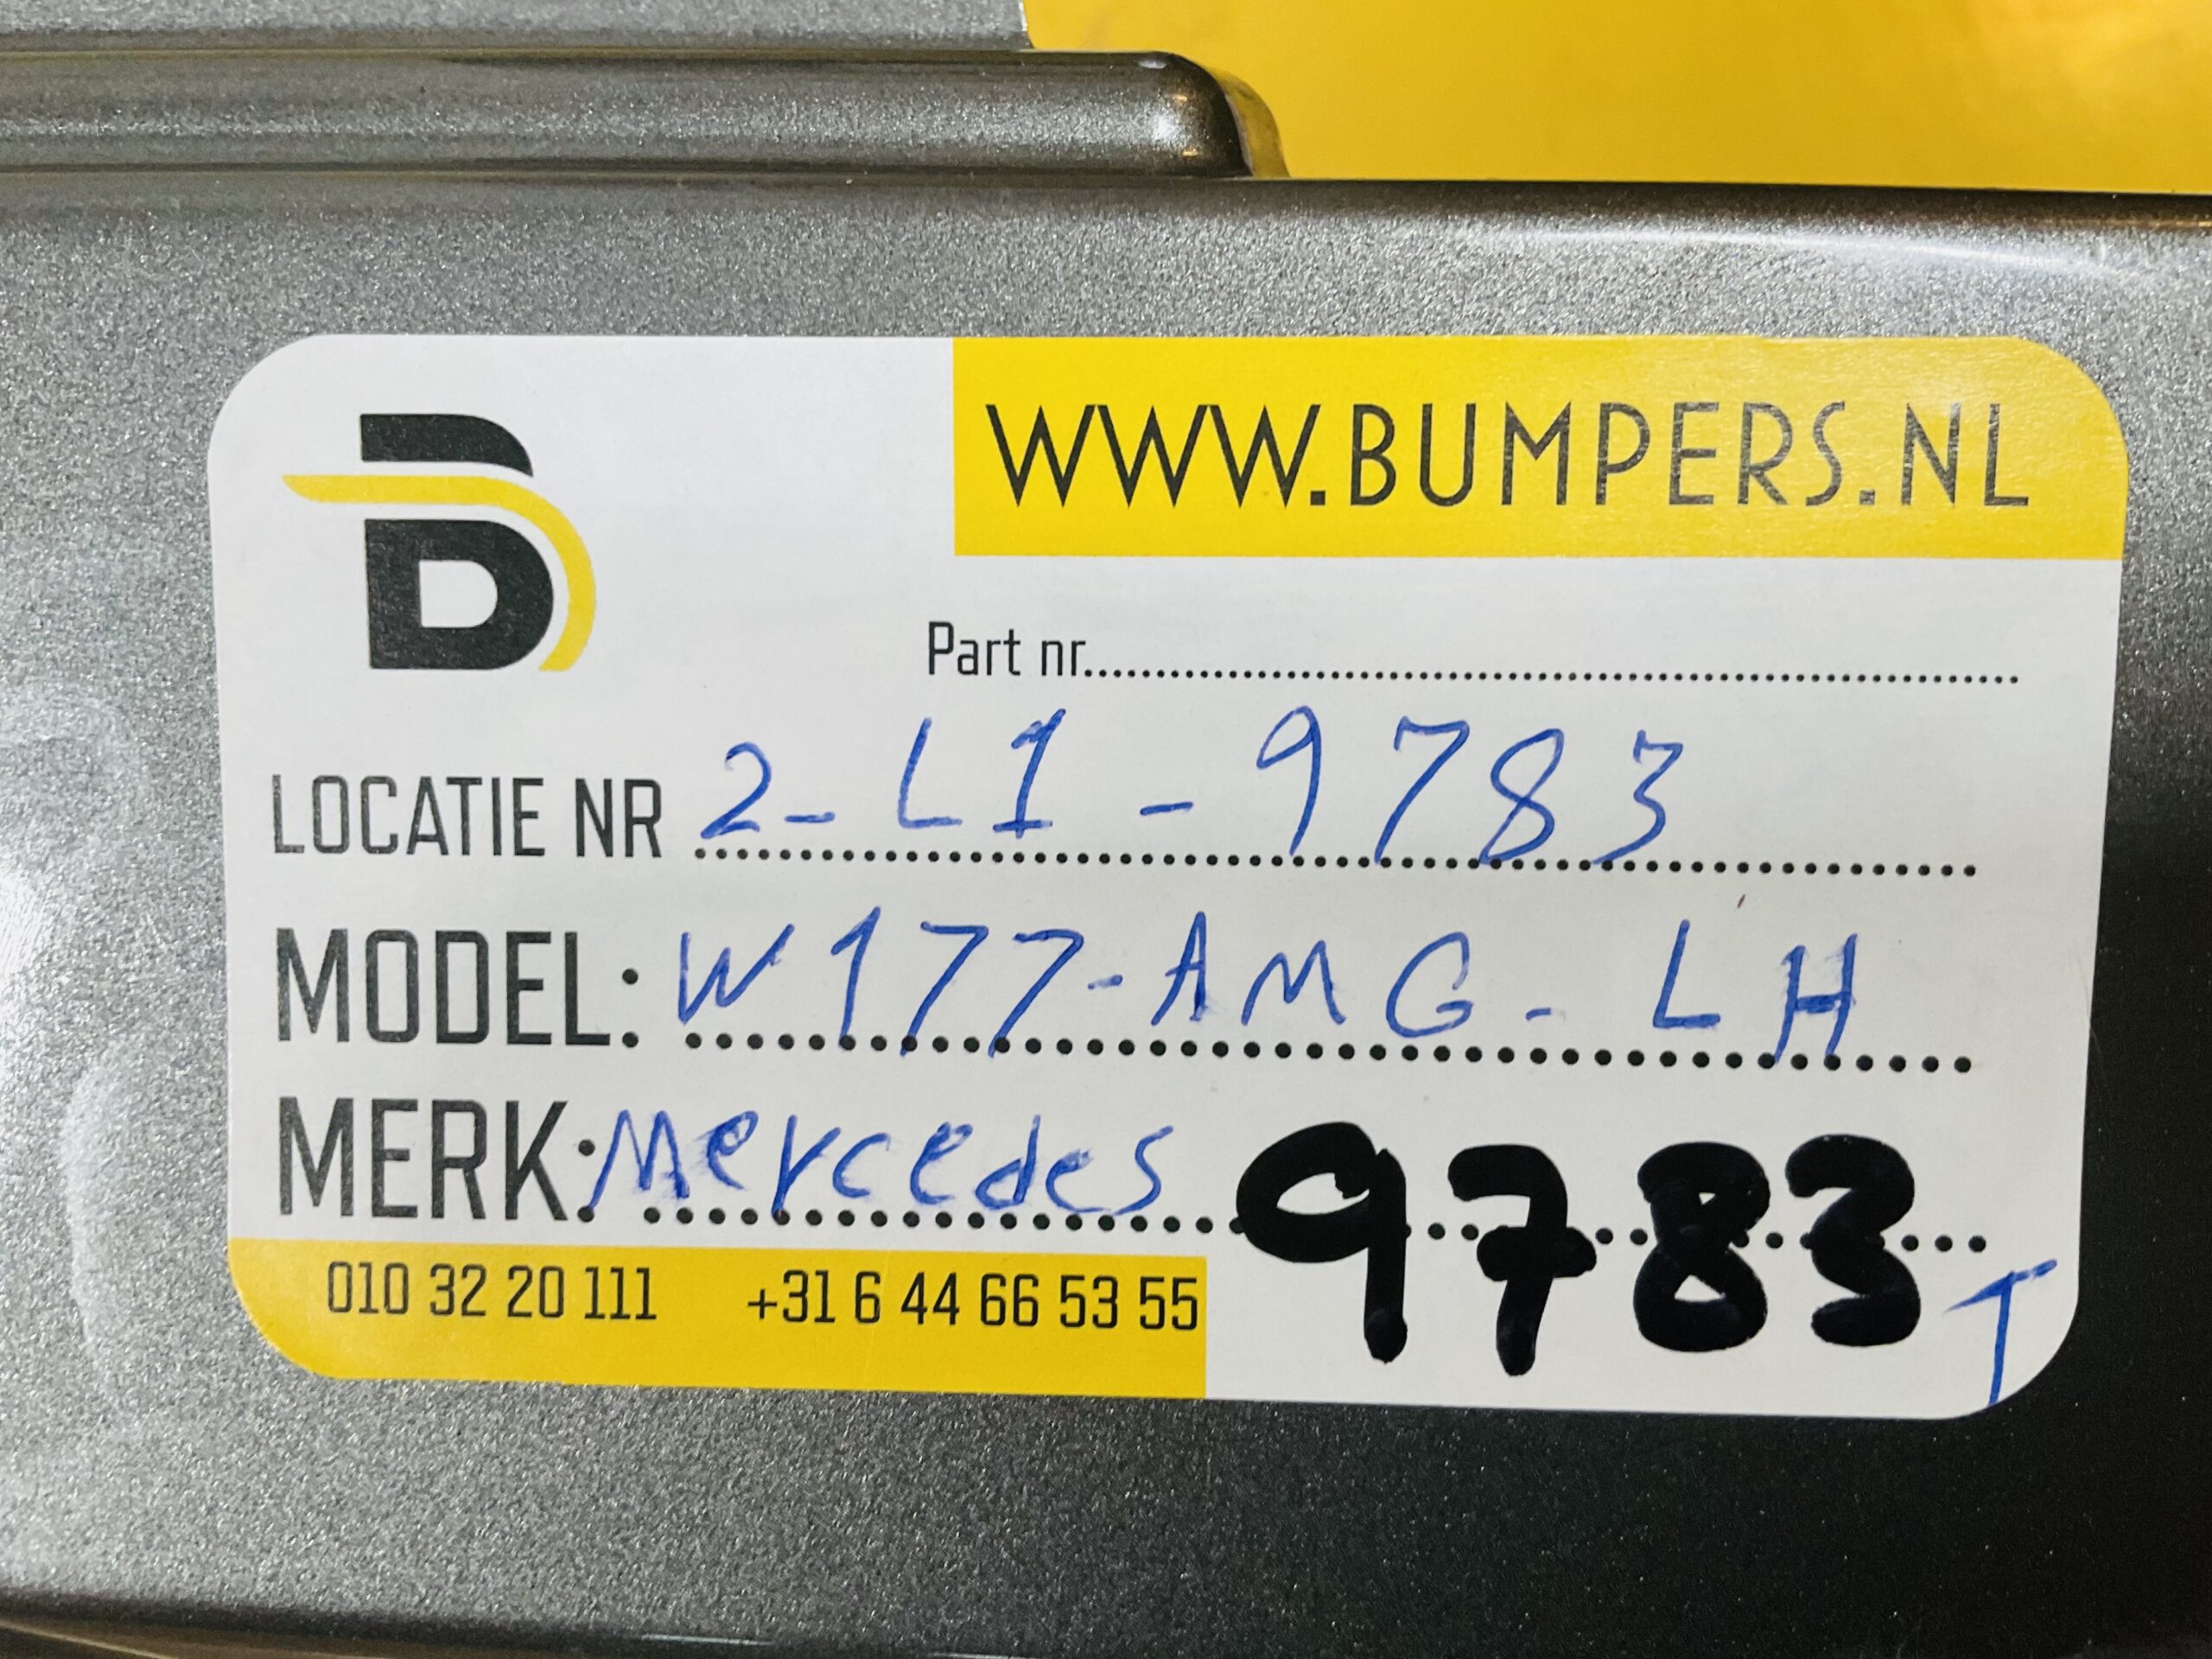 B
WWW.BUMPERS.NL
Part nr..............................
LOCATIE NR 2-L1-9783
MODEL: W177-AMG-LH
MERK: Mercedes
9783 T
010 32 20 111 +31 6 44 66 53 55